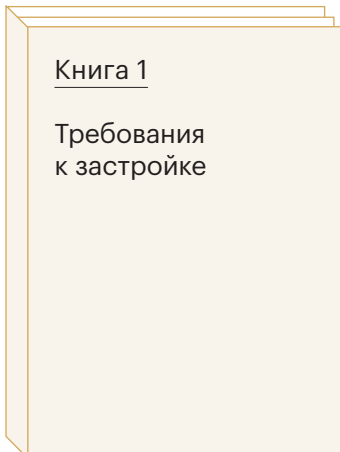 Книга 1
Требования
к застройке